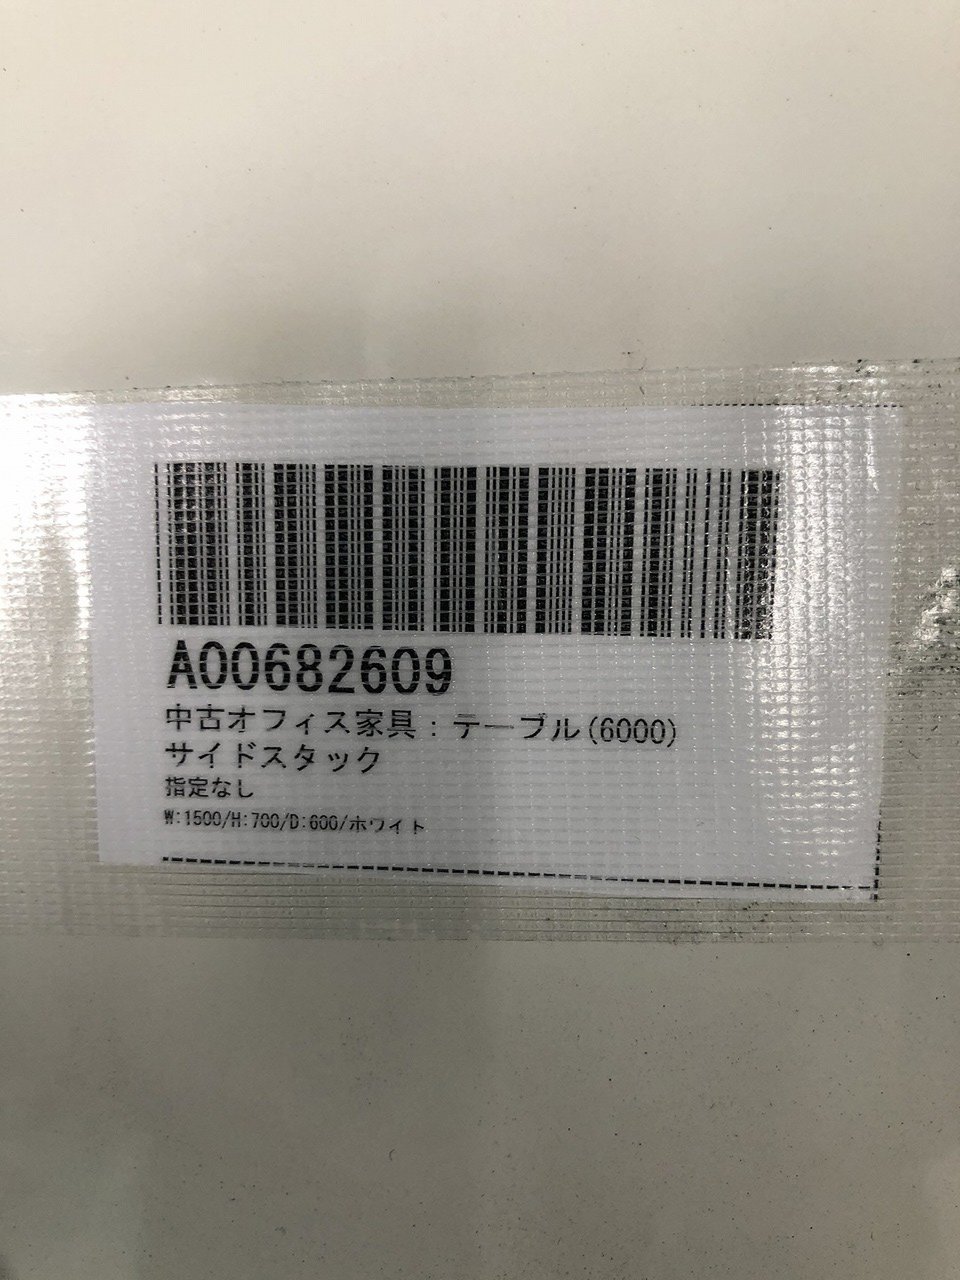 A00682609
中古オフィス家具：テーブル(6000)
サイドスタック
指定なし
W:1500/H:700/D:600/ホワイト